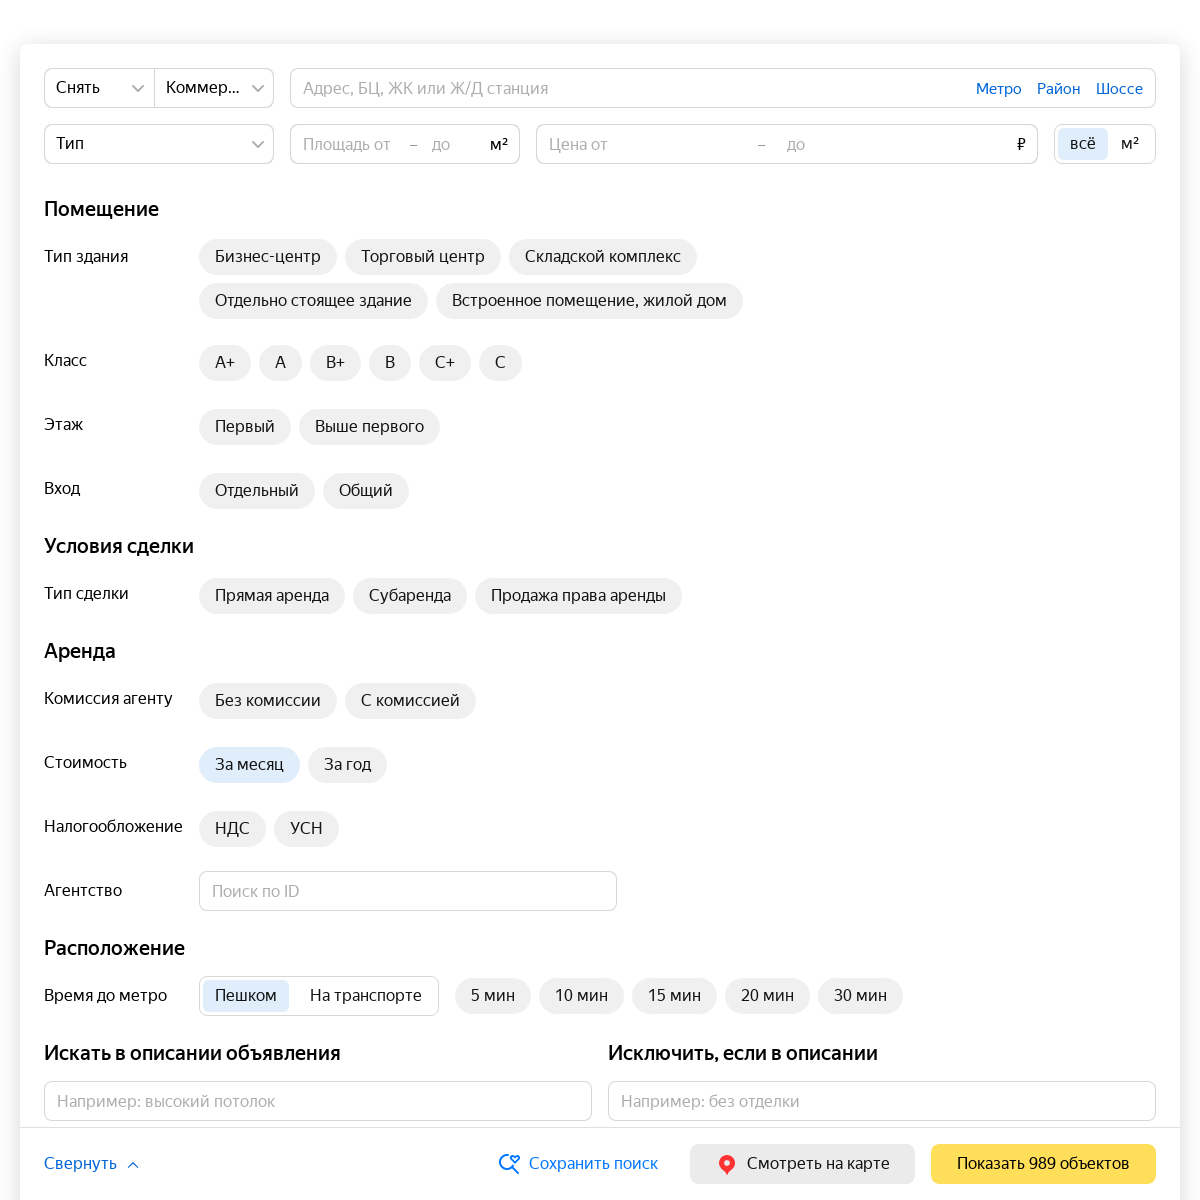 Снять Коммер... Адрес, БЦ, ЖК или Ж/Д станция Метро Район Шоссе
Тип Площадь от – до м² Цена от – до ₽ всё м²
Помещение
Тип здания Бизнес-центр Торговый центр Складской комплекс
Отдельно стоящее здание Встроенное помещение, жилой дом
Класс A+ A B+ B C+ C
Этаж Первый Выше первого
Вход Отдельный Общий
Условия сделки
Тип сделки Прямая аренда Субаренда Продажа права аренды
Аренда
Комиссия агенту Без комиссии С комиссией
Стоимость За месяц За год
Налогообложение НДС УСН
Агентство Поиск по ID
Расположение
Время до метро Пешком На транспорте 5 мин 10 мин 15 мин 20 мин 30 мин
Искать в описании объявления Исключить, если в описании
Например: высокий потолок Например: без отделки
Свернуть Сохранить поиск Смотреть на карте Показать 989 объектов